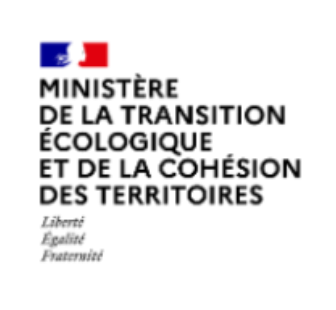 MINISTÈRE
DE LA TRANSITION
ÉCOLOGIQUE
ET DE LA COHÉSION
DES TERRITOIRES
Liberté
Égalité
Fraternité